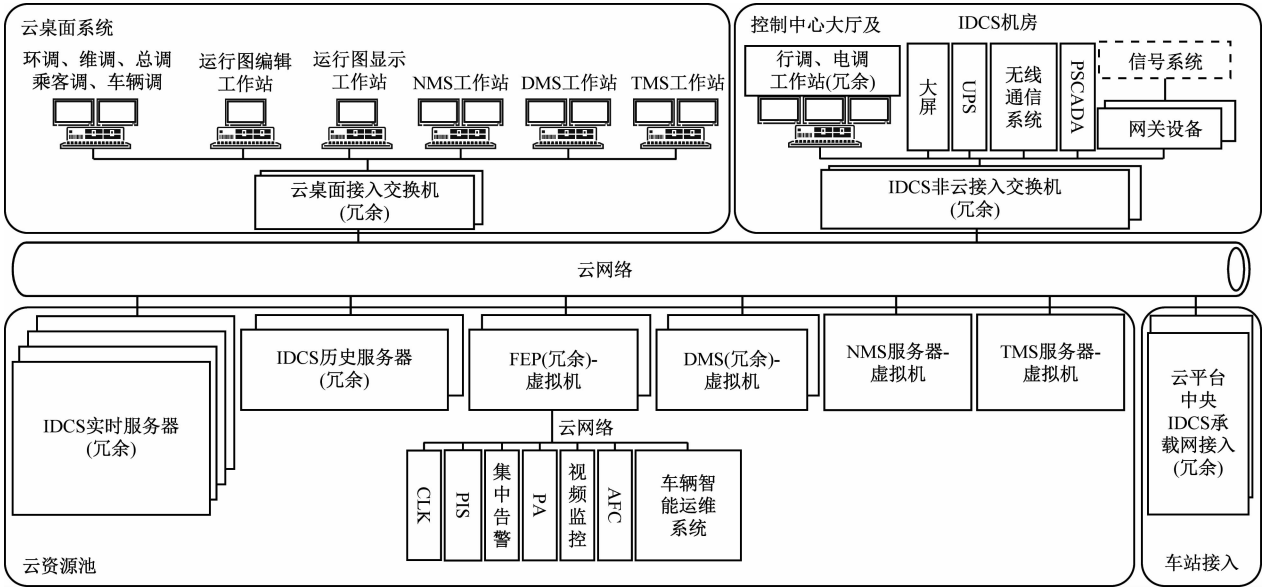 云桌面系统
环调、维调、总调
乘客调、车辆调
运行图编辑
工作站
运行图显示
工作站
NMS工作站
DMS工作站
TMS工作站
云桌面接入交换机
(冗余)
控制中心大厅及
IDCS机房
行调、电调
工作站(冗余)
大屏
UPS
无线
通信
系统
PSCADA
信号系统
网关设备
IDCS非云接入交换机
(冗余)
云网络
IDCS实时服务器
(冗余)
IDCS历史服务器
(冗余)
FEP(冗余)-
虚拟机
DMS(冗余)-
虚拟机
NMS服务器-
虚拟机
TMS服务器-
虚拟机
云网络
CLK
PIS
集中告警
PA
视频监控
AFC
车辆智
能运维
系统
云资源池
云平台
中央
IDCS承
载网接入
(冗余)
车站接入